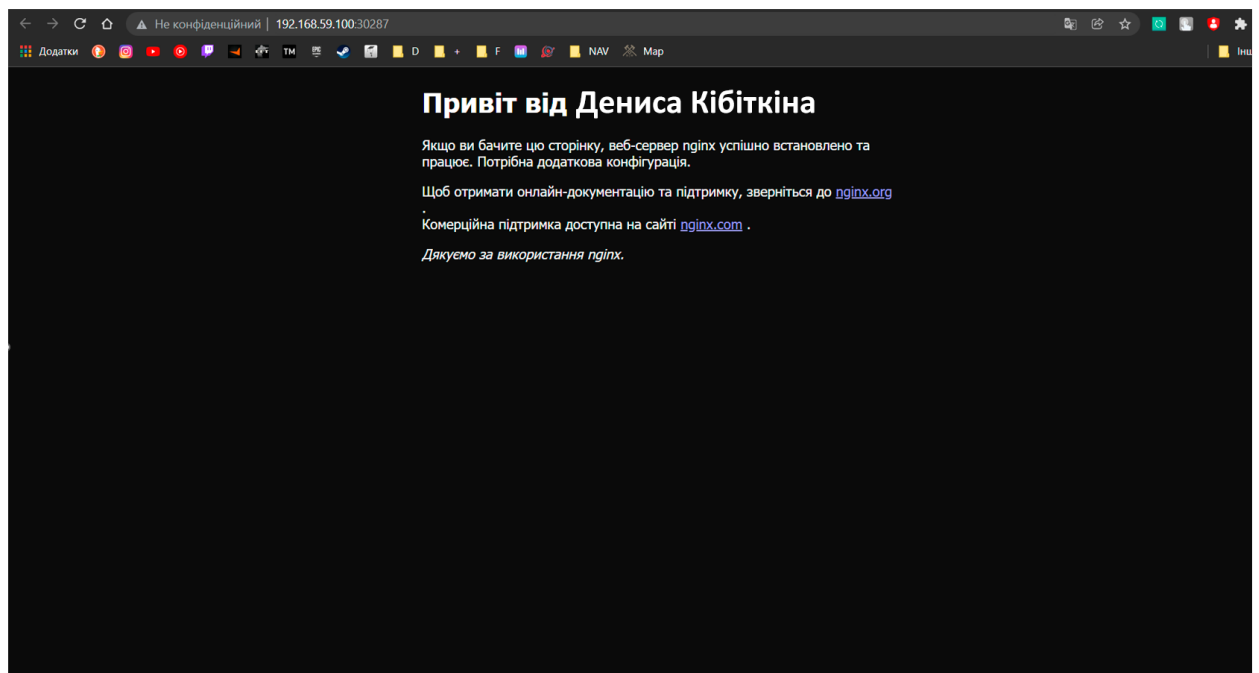 Не конфіденційний | 192.168.59.100:30287
Додатки D + F NAV Map Інш
Привіт від Дениса Кібіткіна
Якщо ви бачите цю сторінку, веб-сервер nginx успішно встановлено та
працює. Потрібна додаткова конфігурація.
Щоб отримати онлайн-документацію та підтримку, зверніться до nginx.org
.
Комерційна підтримка доступна на сайті nginx.com .
Дякуємо за використання nginx.